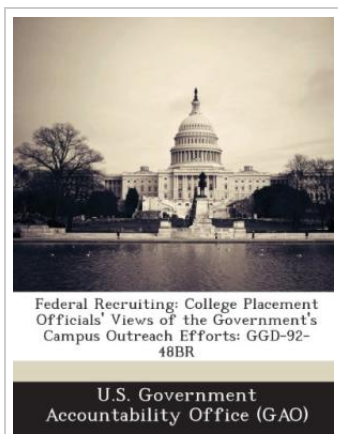 Federal Recruiting: College Placement
Officials' Views of the Government's
Campus Outreach Efforts: GGD-92-
48BR
U.S. Government
Accountability Office (GAO)